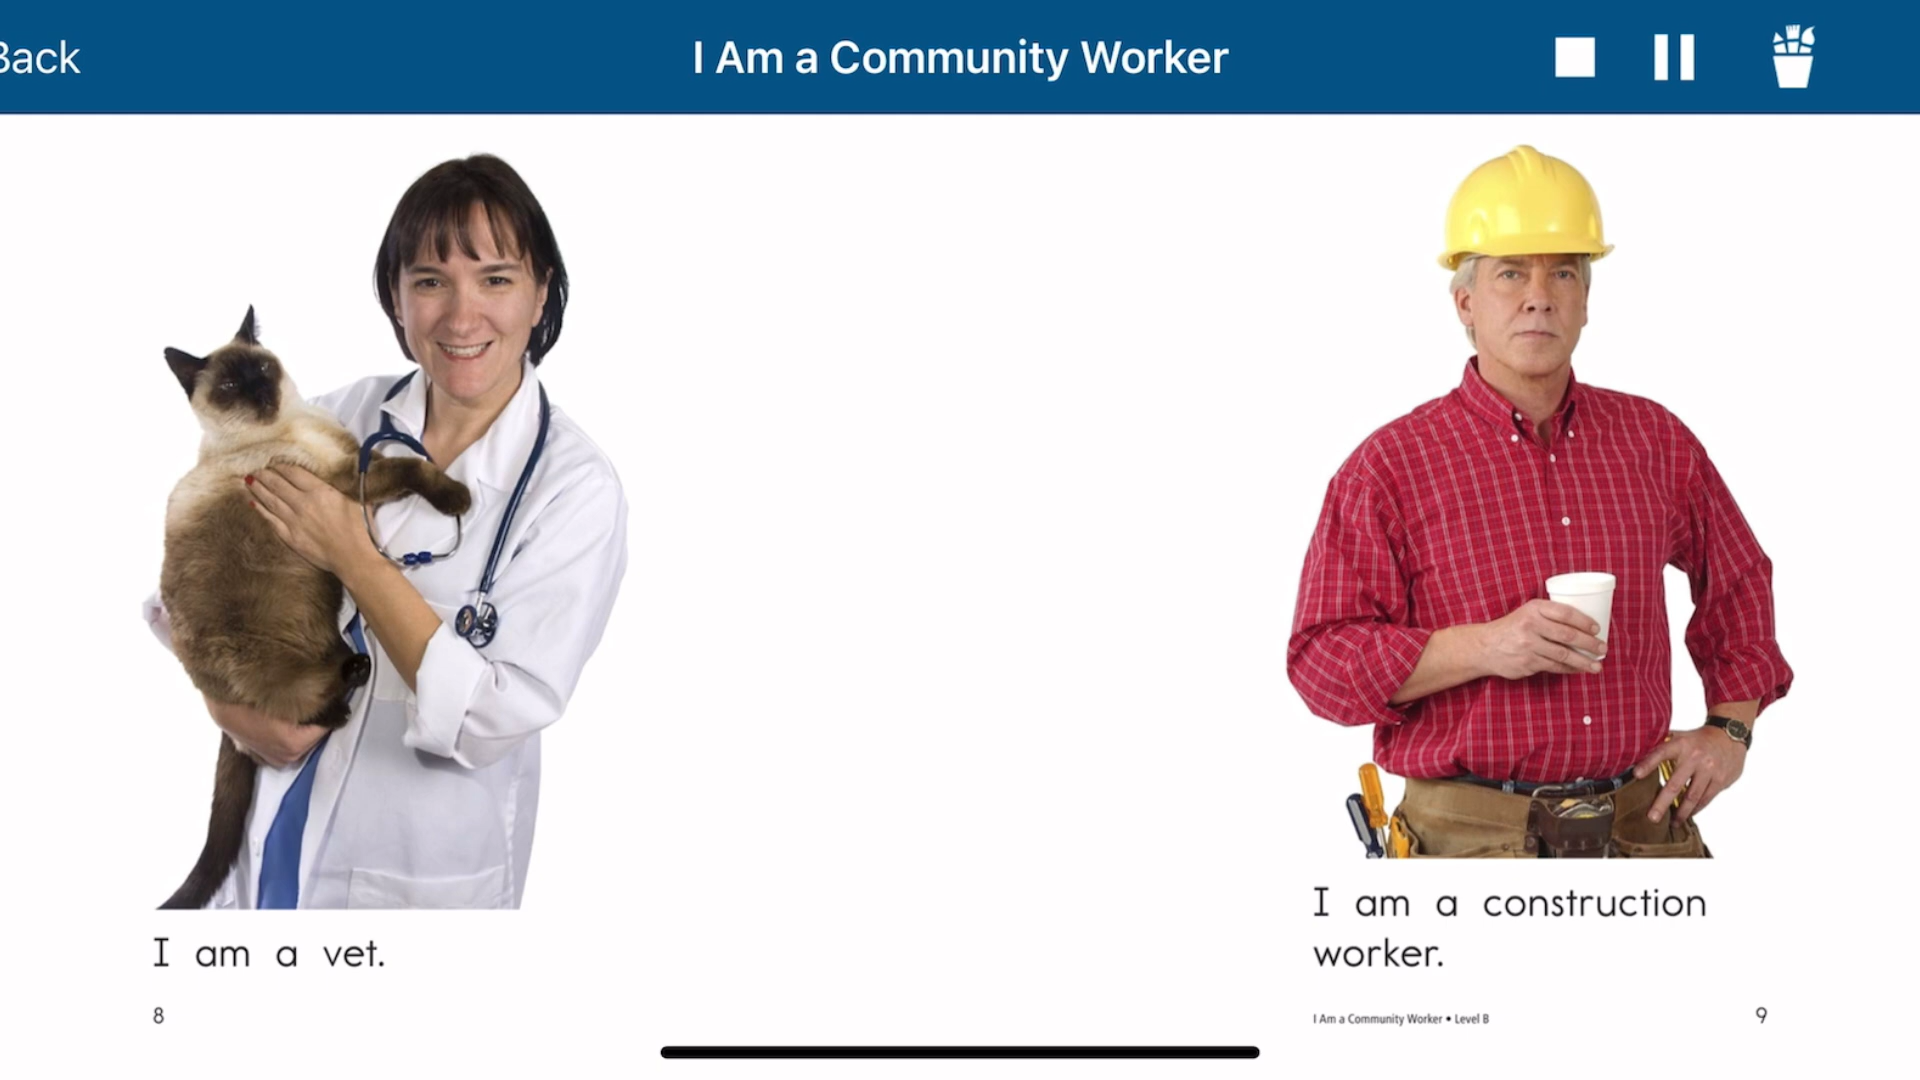 Back
I Am a Community Worker
I am a vet.
8
I am a construction
worker.
I Am a Community Worker • Level B
9